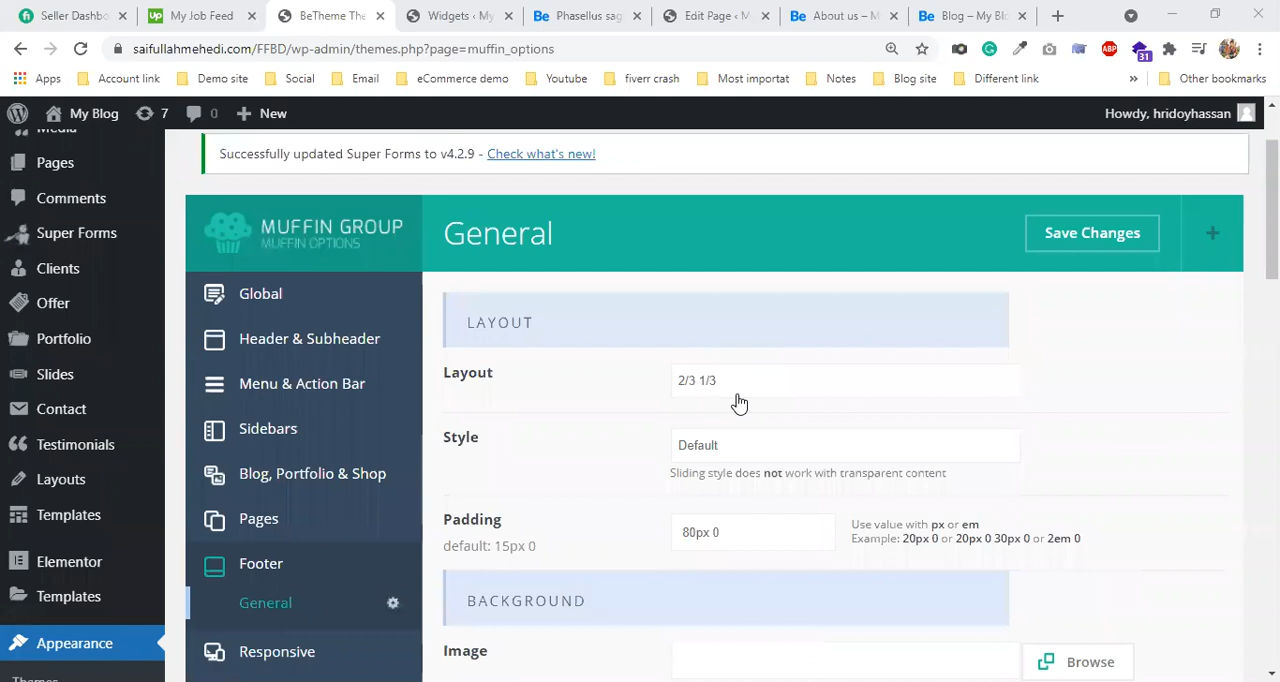 Seller Dashbo
Up My Job Feed
BeTheme The
Widgets ‹ My
Be Phasellus sag
Edit Page ‹ M
Be About us – M
Be Blog – My Blo
saifullahmehedi.com/FFBD/wp-admin/themes.php?page=muffin_options
ABP
31
Apps
Account link
Demo site
Social
Email
eCommerce demo
Youtube
fiverr crash
Most importat
Notes
Blog site
Different link
»
Other bookmarks
My Blog
7
0
New
Howdy, hridoyhassan
Media
Pages
Comments
Super Forms
Clients
Offer
Portfolio
Slides
Contact
Testimonials
Layouts
Templates
Elementor
Templates
Appearance
Themes
Successfully updated Super Forms to v4.2.9 - Check what's new!
MUFFIN GROUP
MUFFIN OPTIONS
General
Save Changes
Global
Header & Subheader
Menu & Action Bar
Sidebars
Blog, Portfolio & Shop
Pages
Footer
General
Responsive
LAYOUT
Layout
2/3 1/3
Style
Default
Sliding style does not work with transparent content
Padding
default: 15px 0
80px 0
Use value with px or em
Example: 20px 0 or 20px 0 30px 0 or 2em 0
BACKGROUND
Image
Browse